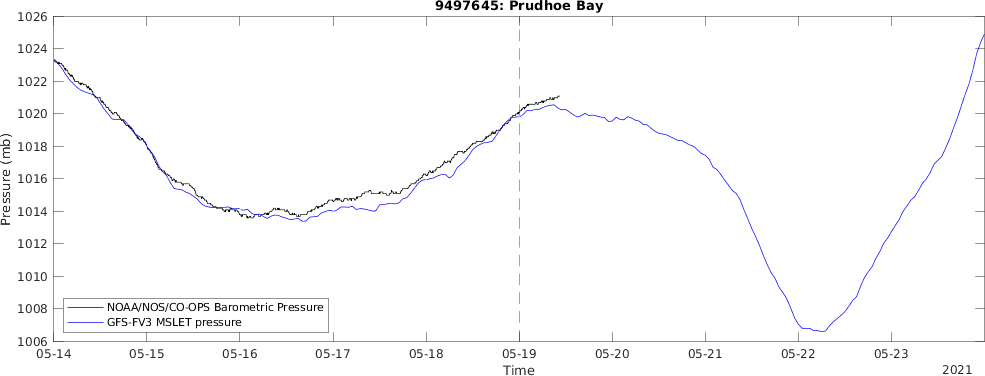 9497645: Prudhoe Bay
1026
1024
1022
1020
1018
1016
1014
1012
1010
1008
1006
Pressure (mb)
NOAA/NOS/CO-OPS Barometric Pressure
GFS-FV3 MSLET pressure
05-14 05-15 05-16 05-17 05-18 05-19 05-20 05-21 05-22 05-23
Time
2021